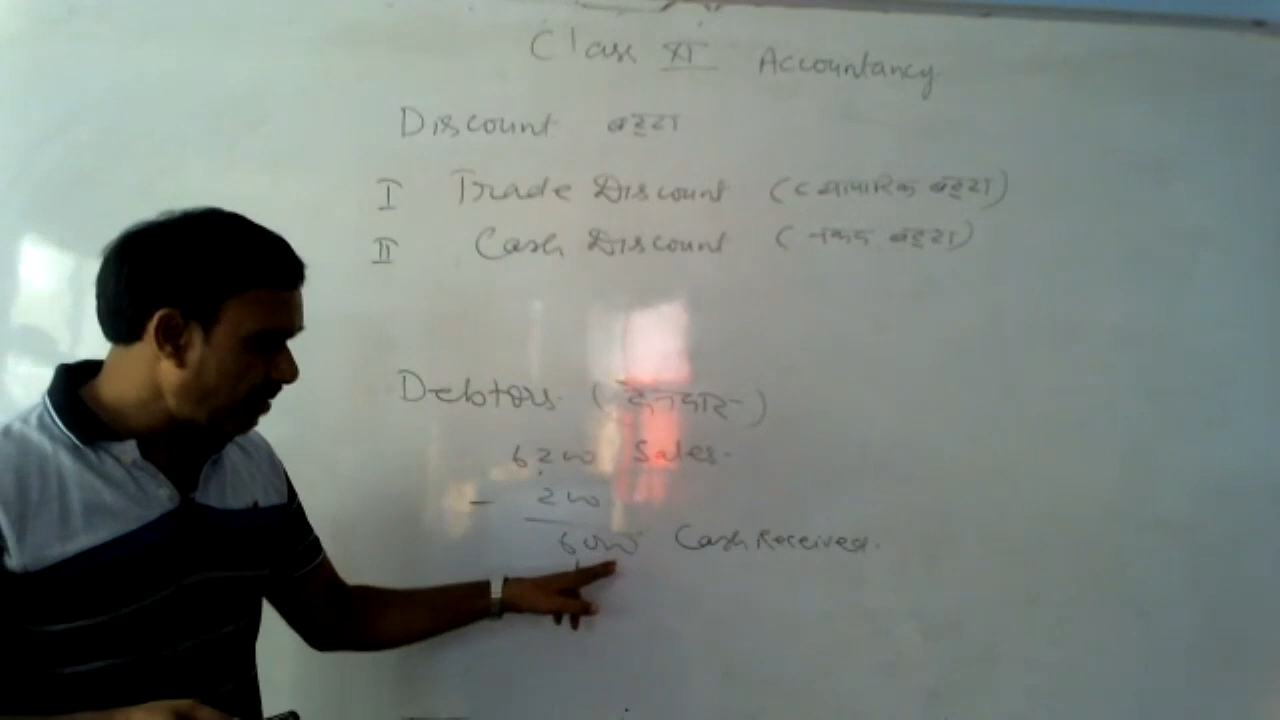 Class XI Accountancy
Discount बट्टा
I Trade Discount (व्यापारिक बट्टा)
II Cash Discount (नकद बट्टा)
Debtors. (देनदार)
6200 Sales.
- 200
6000 Cash Received.